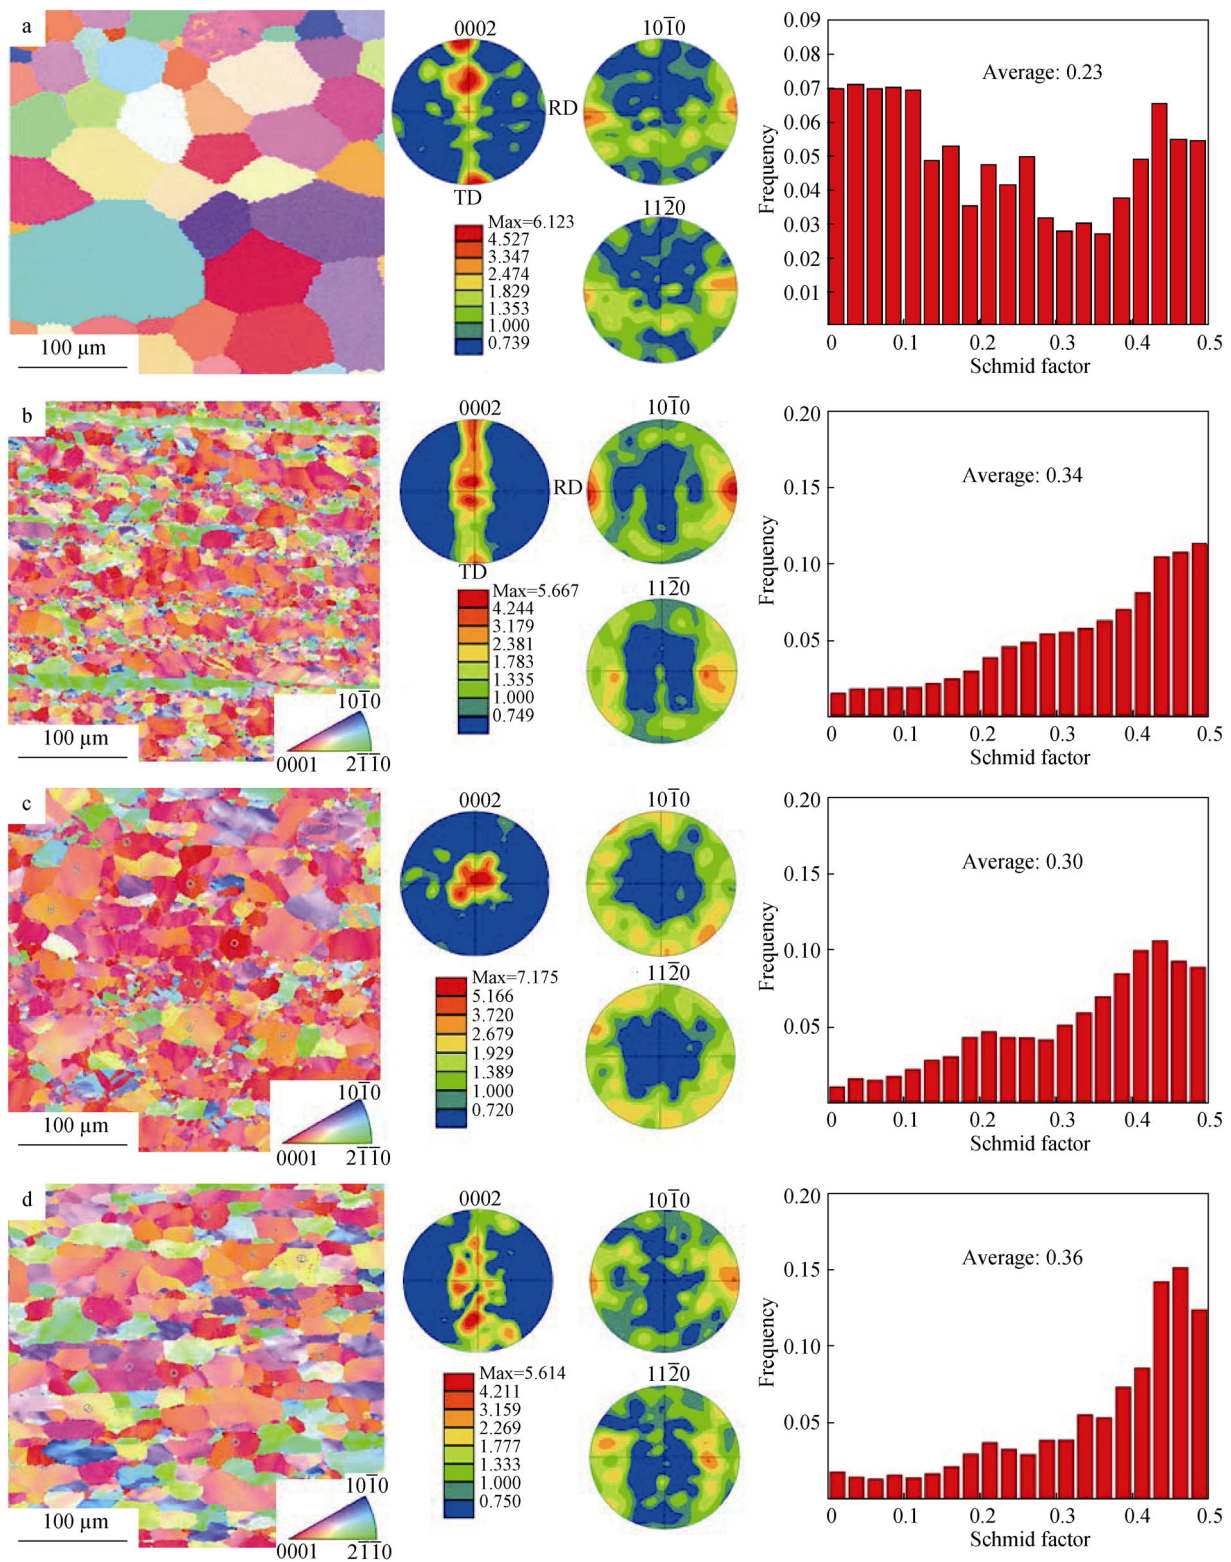 a
100 µm
0002
RD
TD
Max=6.123
4.527
3.347
2.474
1.829
1.353
1.000
0.739
101̅0
112̅0
0.09
0.08
0.07
0.06
0.05
0.04
0.03
0.02
0.01
Frequency
Average: 0.23
0 0.1 0.2 0.3 0.4 0.5
Schmid factor
b
100 µm
101̅0
0001 21̅1̅0
0002
RD
TD
Max=5.667
4.244
3.179
2.381
1.783
1.335
1.000
0.749
101̅0
112̅0
0.20
0.15
0.10
0.05
Frequency
Average: 0.34
0 0.1 0.2 0.3 0.4 0.5
Schmid factor
c
100 µm
101̅0
0001 21̅1̅0
0002
Max=7.175
5.166
3.720
2.679
1.929
1.389
1.000
0.720
101̅0
112̅0
0.20
0.15
0.10
0.05
Frequency
Average: 0.30
0 0.1 0.2 0.3 0.4 0.5
Schmid factor
d
100 µm
101̅0
0001 21̅1̅0
0002
Max=5.614
4.211
3.159
2.269
1.777
1.333
1.000
0.750
101̅0
112̅0
0.20
0.15
0.10
0.05
Frequency
Average: 0.36
0 0.1 0.2 0.3 0.4 0.5
Schmid factor